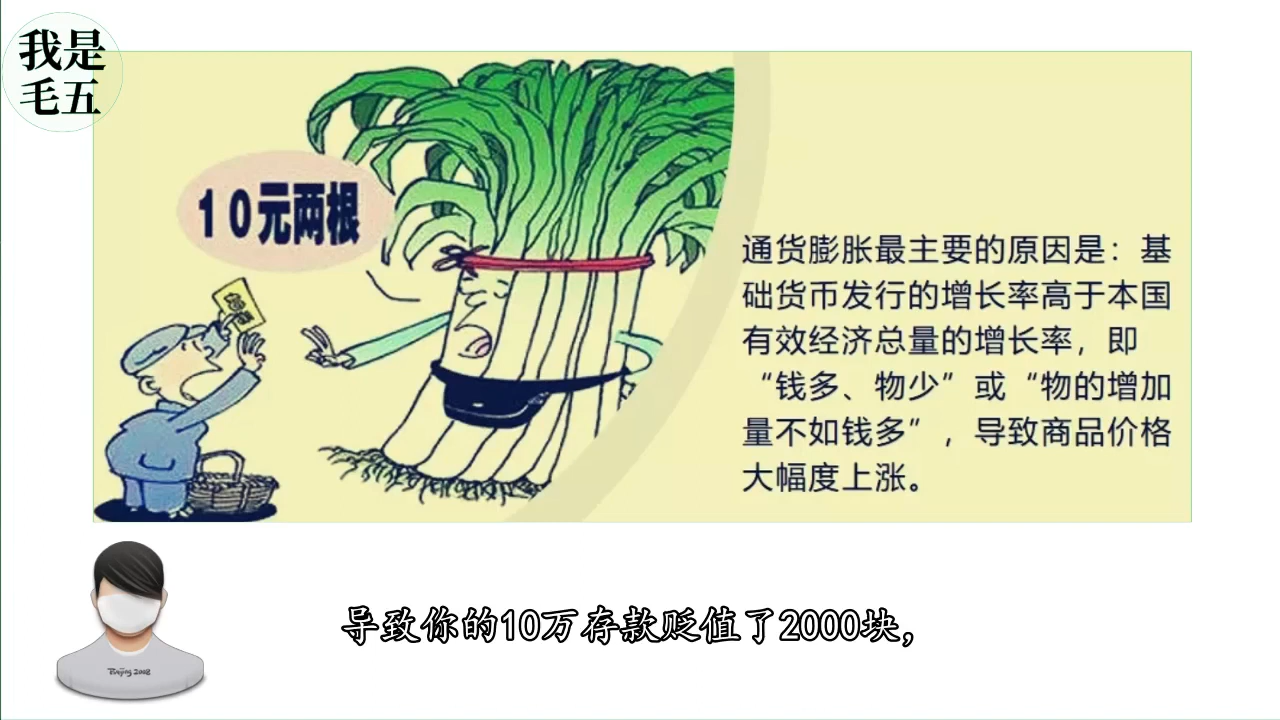 我是
毛五
10元两根
通货膨胀最主要的原因是：基
础货币发行的增长率高于本国
有效经济总量的增长率，即
“钱多、物少”或“物的增加
量不如钱多”，导致商品价格
大幅度上涨。
导致你的10万存款贬值了2000块，